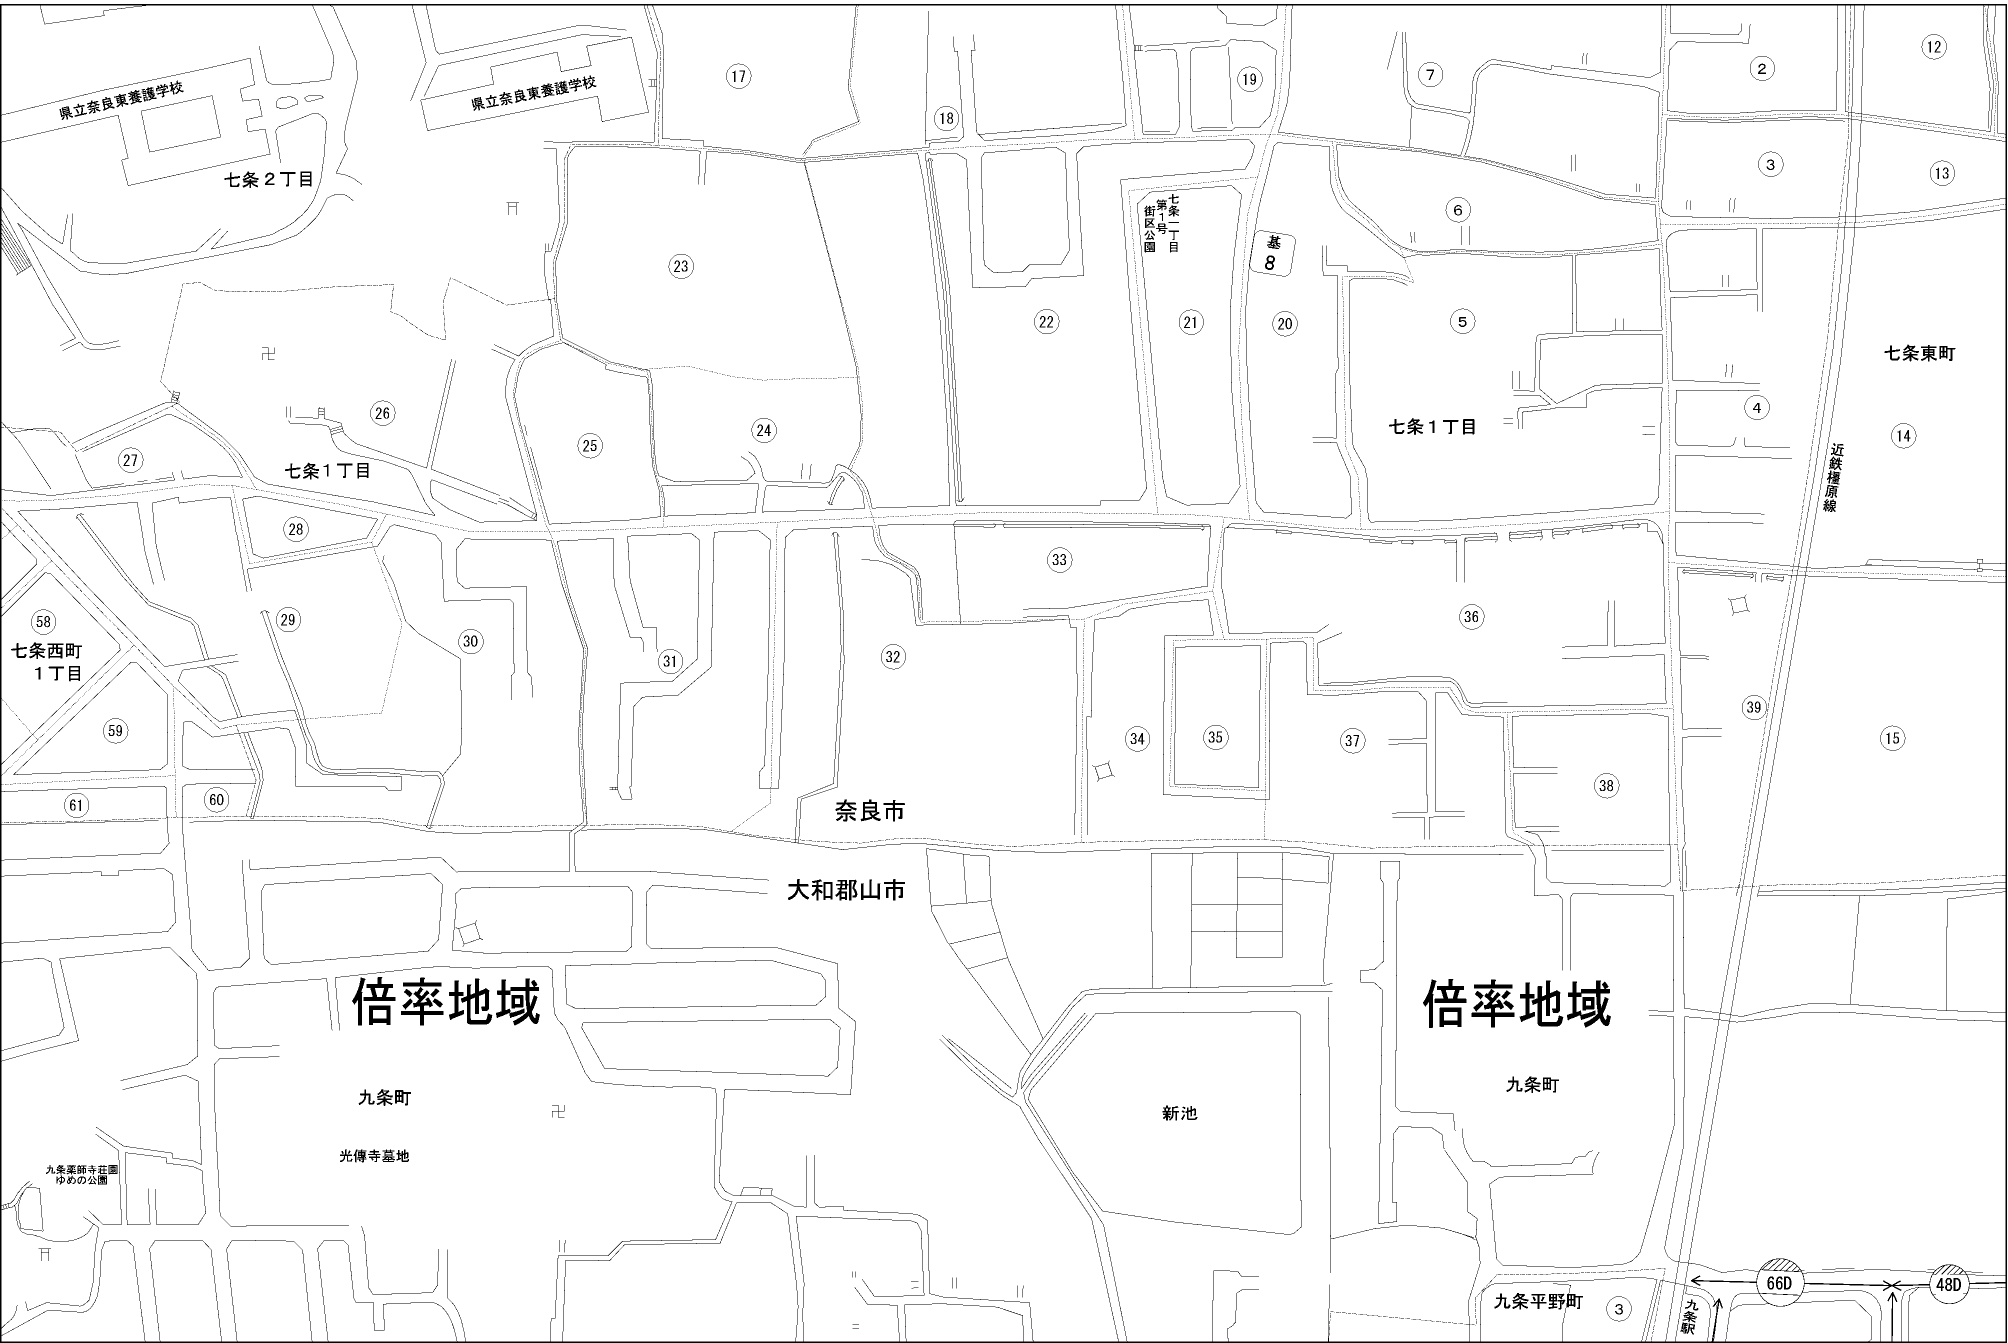 県立奈良東養護学校
県立奈良東養護学校
17
18
19
7
2
12
七条２丁目
3
13
6
七条一丁目
第１号
街区公園
基
8
23
22
21
20
5
七条東町
26
24
25
27
七条１丁目
七条１丁目
4
14
近鉄橿原線
28
33
29
30
31
32
36
58
七条西町
１丁目
59
34
35
37
38
39
15
61
60
奈良市
大和郡山市
倍率地域
倍率地域
九条町
九条町
新池
光傳寺墓地
九条薬師寺荘園
ゆめの公園
66D
48D
九条平野町
3
九条駅